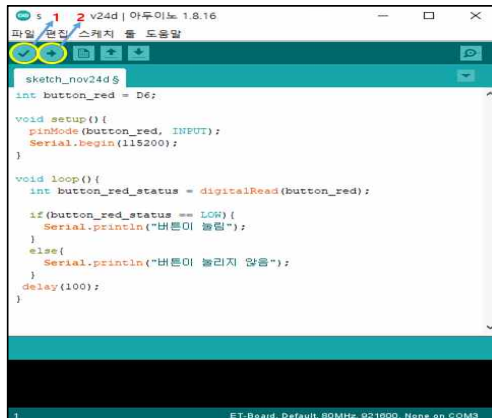 s 1 2 v24d | 아두이노 1.8.16
파일 편집 스케치 툴 도움말
sketch_nov24d §
int button_red = D6;
void setup(){
pinMode(button_red, INPUT);
Serial.begin(115200);
}
void loop(){
int button_red_status = digitalRead(button_red);
if(button_red_status == LOW){
Serial.println("버튼이 눌림");
}
else{
Serial.println("버튼이 눌리지 않음");
}
delay(100);
}
1 ET-Board, Default, 80MHz, 921600, None on COM3